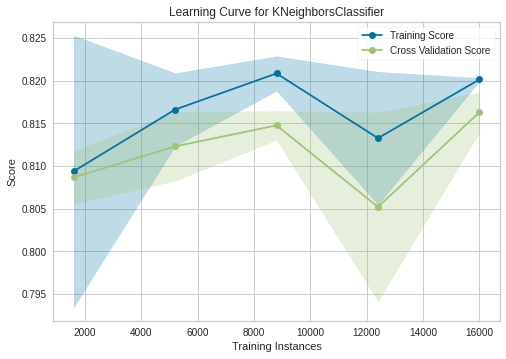 Learning Curve for KNeighborsClassifier
Training Score
Cross Validation Score
0.825
0.820
0.815
0.810
0.805
0.800
0.795
Score
2000 4000 6000 8000 10000 12000 14000 16000
Training Instances